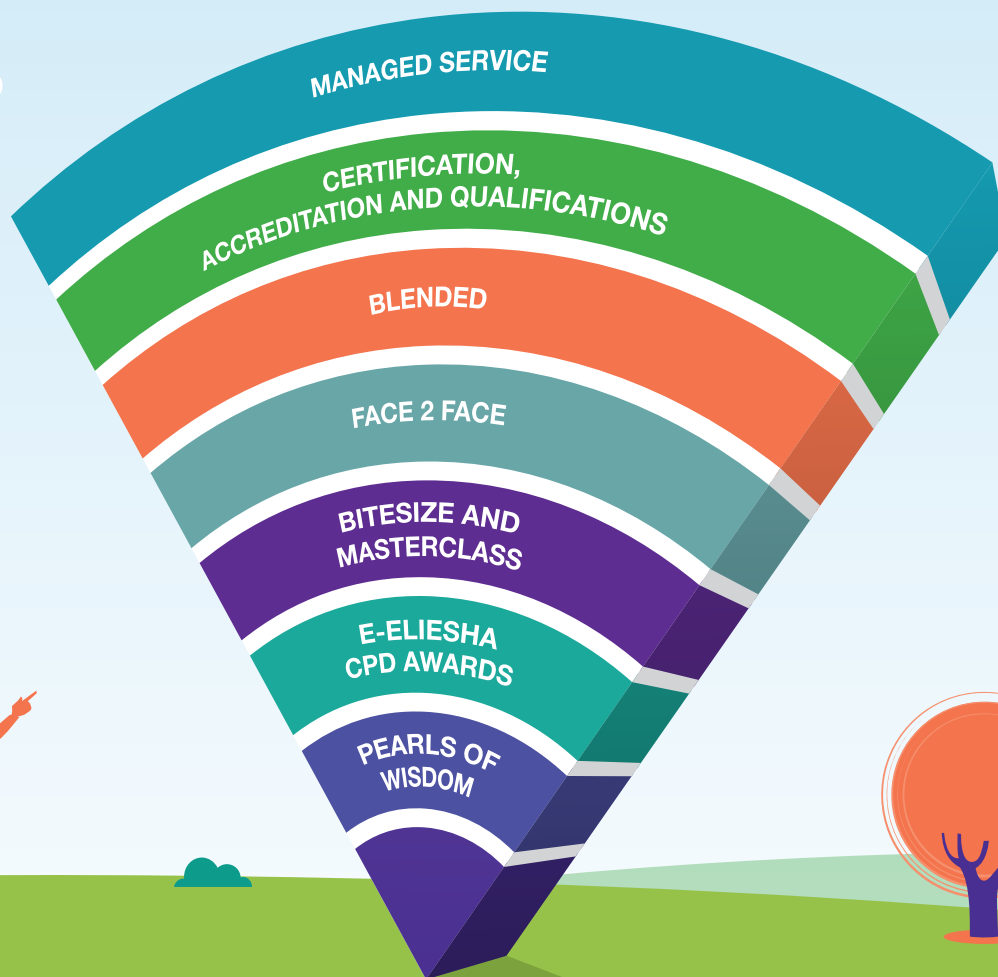 MANAGED SERVICE
CERTIFICATION,
ACCREDITATION AND QUALIFICATIONS
BLENDED
FACE 2 FACE
BITESIZE AND
MASTERCLASS
E-ELIESHA
CPD AWARDS
PEARLS OF
WISDOM